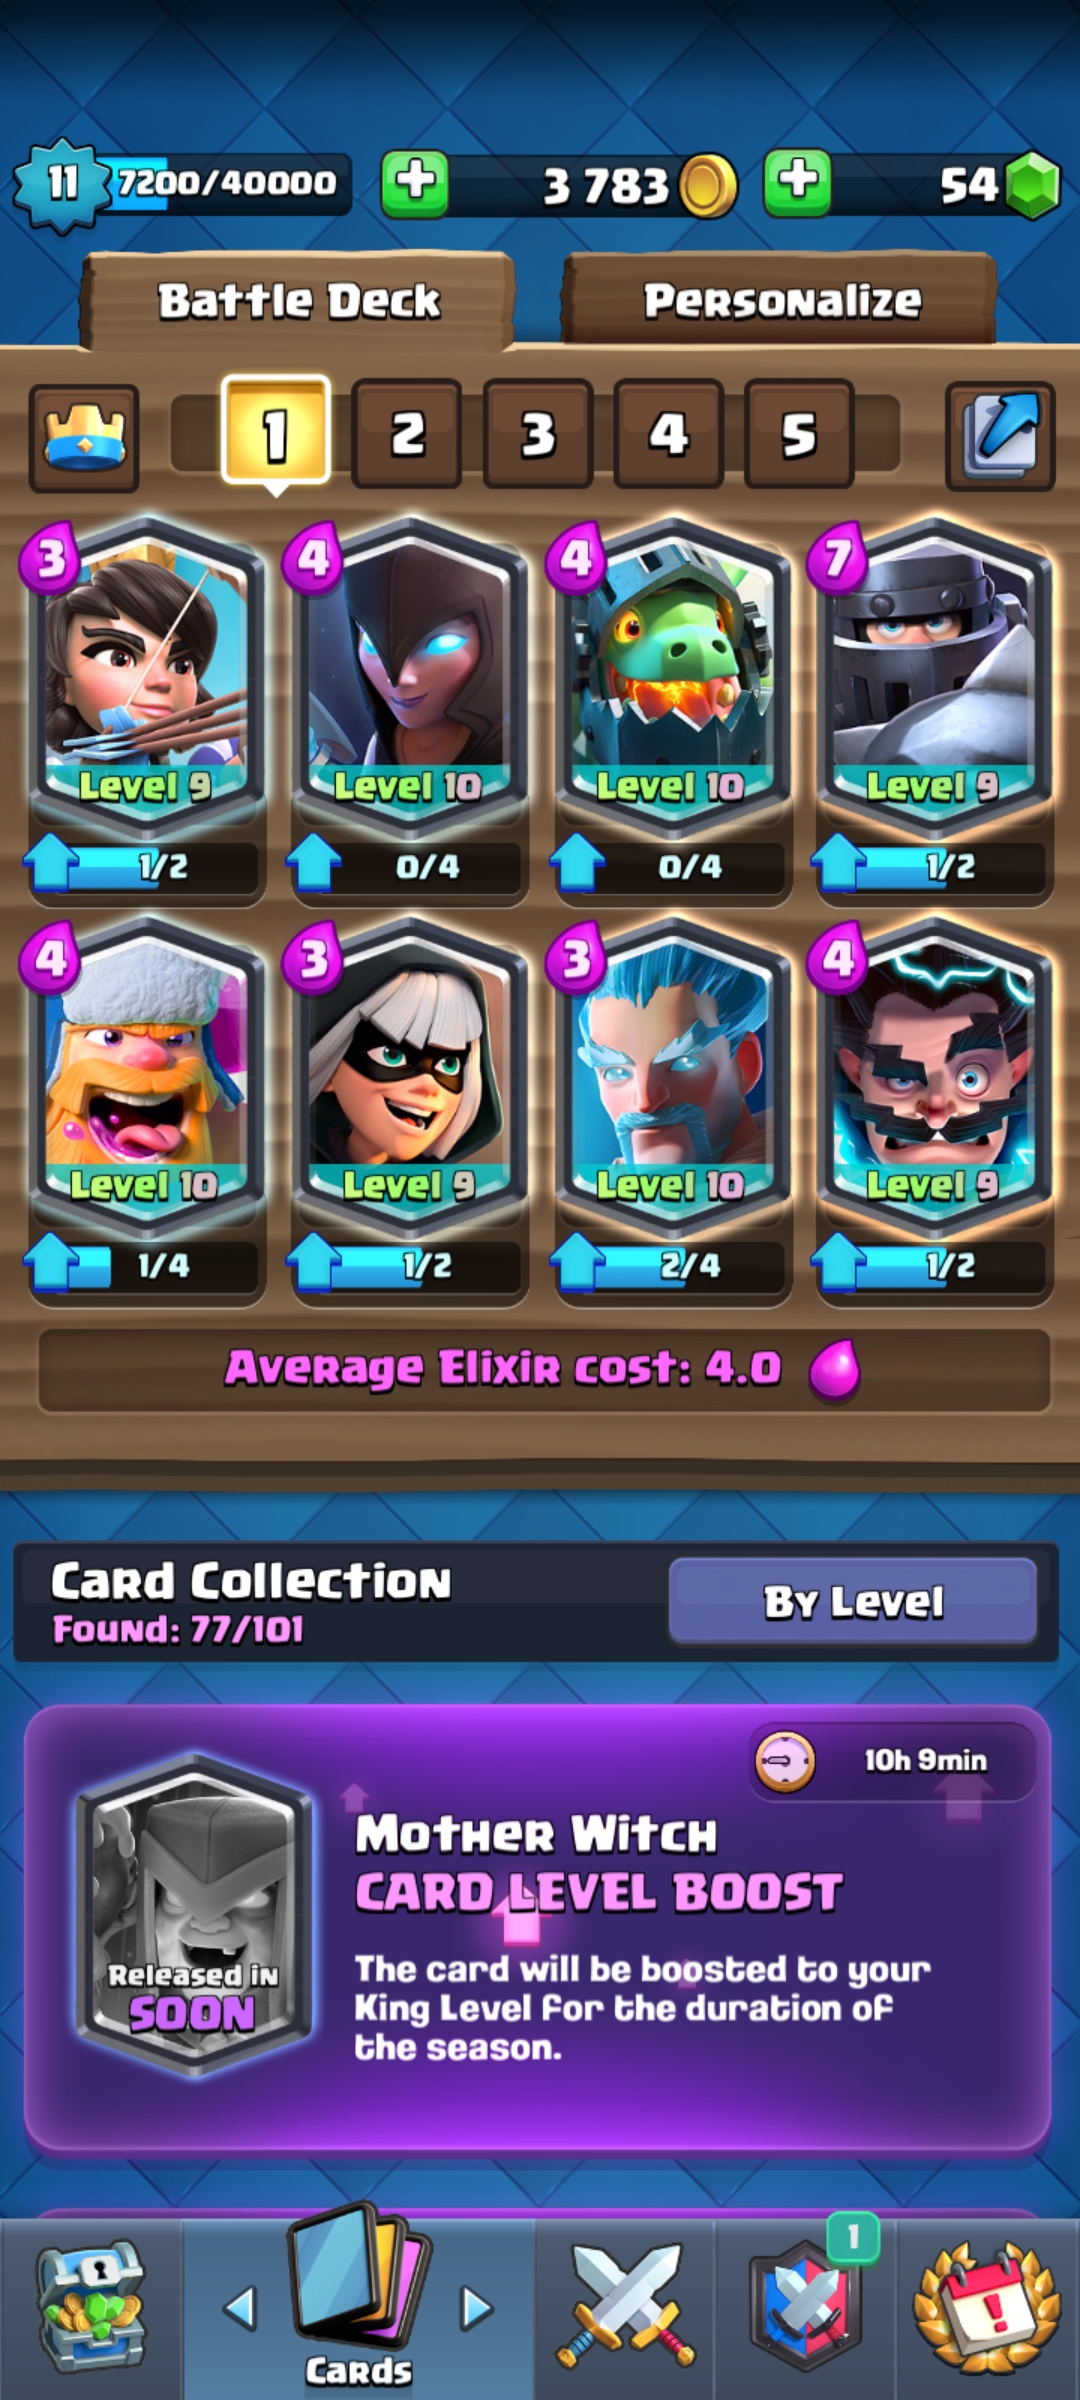 11
7200/40000
3 783
54
Battle Deck
Personalize
1
2
3
4
5
3
4
4
7
Level 9
Level 10
Level 10
Level 9
1/2
0/4
0/4
1/2
4
3
3
4
Level 10
Level 9
Level 10
Level 9
1/4
1/2
2/4
1/2
Average Elixir cost: 4.0
Card Collection
Found: 77/101
By Level
10h 9min
Mother Witch
CARD LEVEL BOOST
The card will be boosted to your
King Level for the duration of
the season.
Released in
SOON
1
Cards